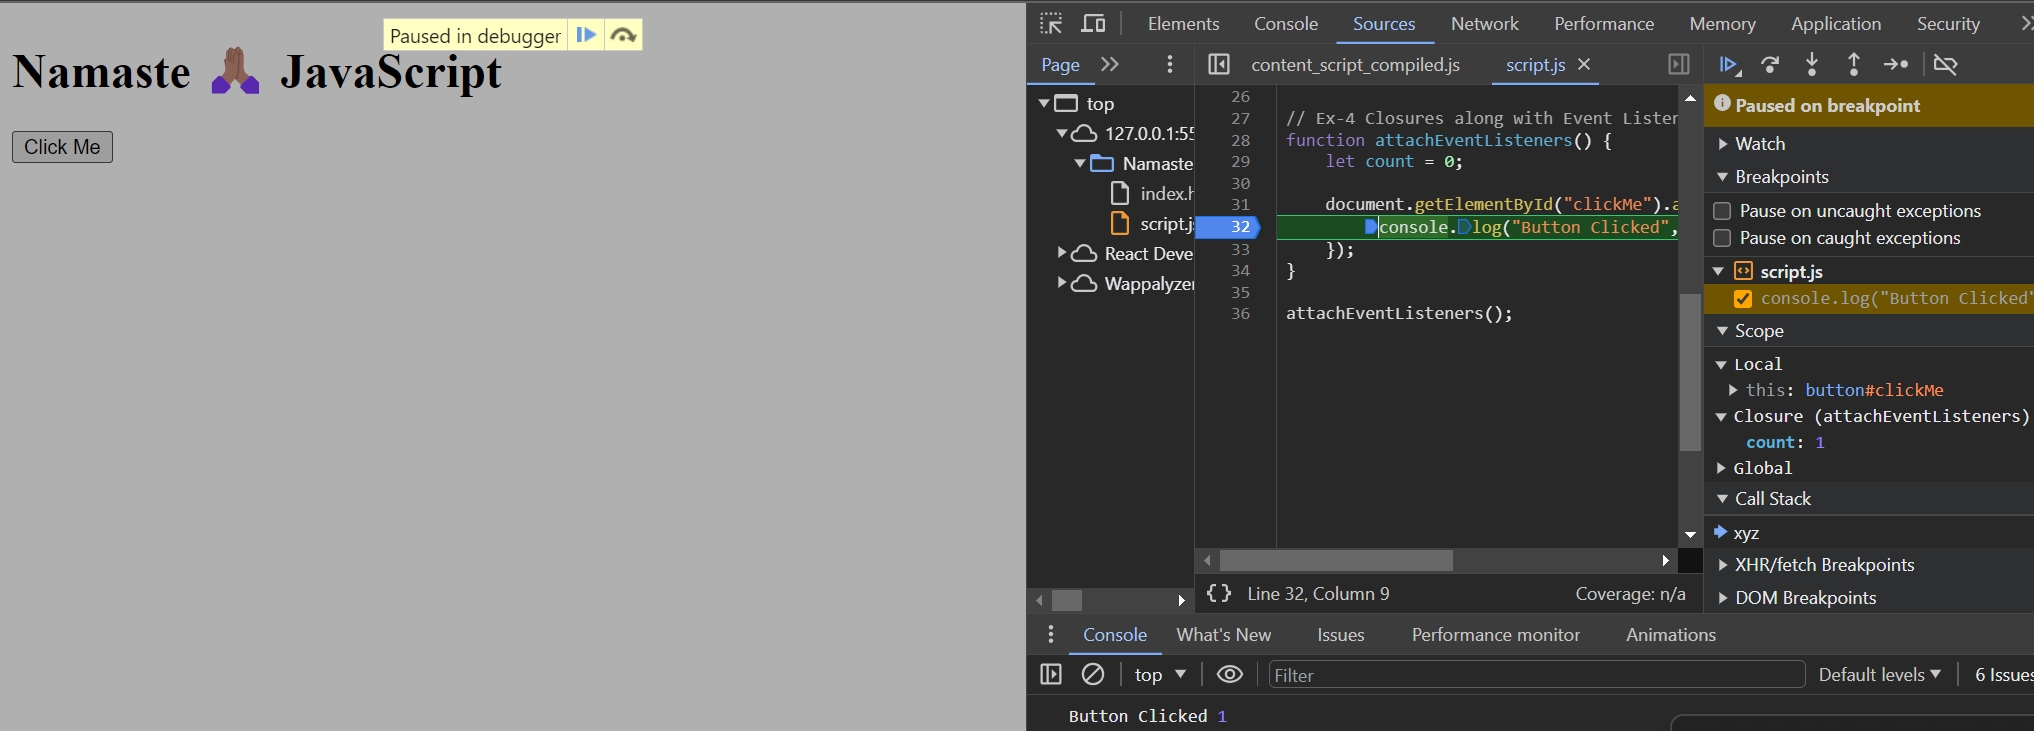 Paused in debugger
Namaste 🙏🏾 JavaScript
Click Me
Elements Console Sources Network Performance Memory Application Security
Page
content_script_compiled.js script.js
top
127.0.0.1:55
Namaste
index.h
script.js
React Deve
Wappalyzer
26
27 // Ex-4 Closures along with Event Listen
28 function attachEventListeners() {
29 let count = 0;
30
31 document.getElementById("clickMe").a
32 console.log("Button Clicked",
33 });
34 }
35
36 attachEventListeners();
{ } Line 32, Column 9 Coverage: n/a
Paused on breakpoint
Watch
Breakpoints
Pause on uncaught exceptions
Pause on caught exceptions
script.js
console.log("Button Clicked"
Scope
Local
this: button#clickMe
Closure (attachEventListeners)
count: 1
Global
Call Stack
xyz
XHR/fetch Breakpoints
DOM Breakpoints
Console What's New Issues Performance monitor Animations
top Filter Default levels 6 Issues
Button Clicked 1